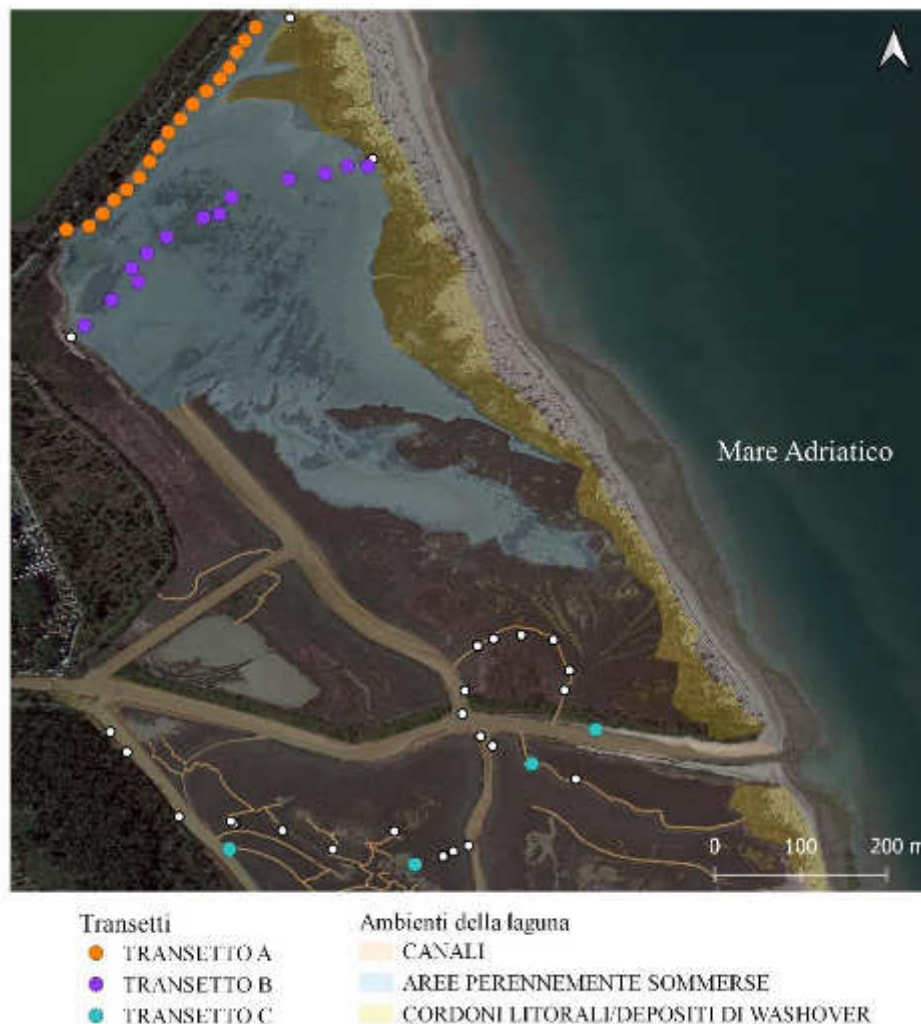 Mare Adriatico
0 100 200 m
Transetti
TRANSETTO A
TRANSETTO B
TRANSETTO C
Ambienti della laguna
CANALI
AREE PERENNEMENTE SOMMERSE
CORDONI LITORALI/DEPOSITI DI WASHOVER